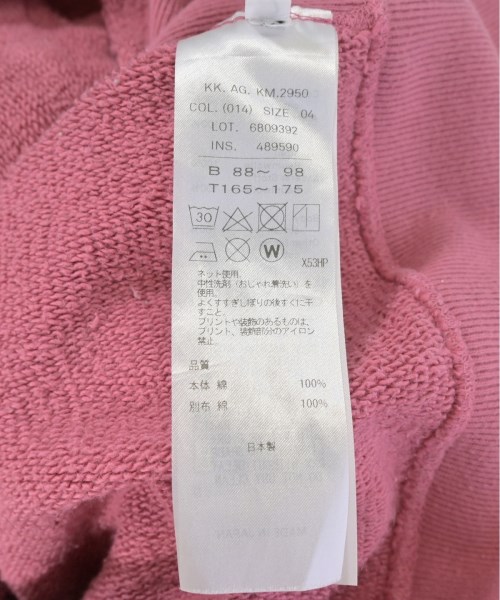 KK. AG. KM.2950
COL. (014) SIZE 04
LOT. 6809392
INS. 489590
B 88～ 98
T165～175
30
W X53HP
ネット使用。
中性洗剤（おしゃれ着洗い）を
使用。
よくすすぎしぼりの後すぐに干
すこと。
プリントや装飾のあるものは、
プリント、装飾部分のアイロン
禁止。
品質
本体 綿 100%
別布 綿 100%
日本製
MADE IN JAPAN